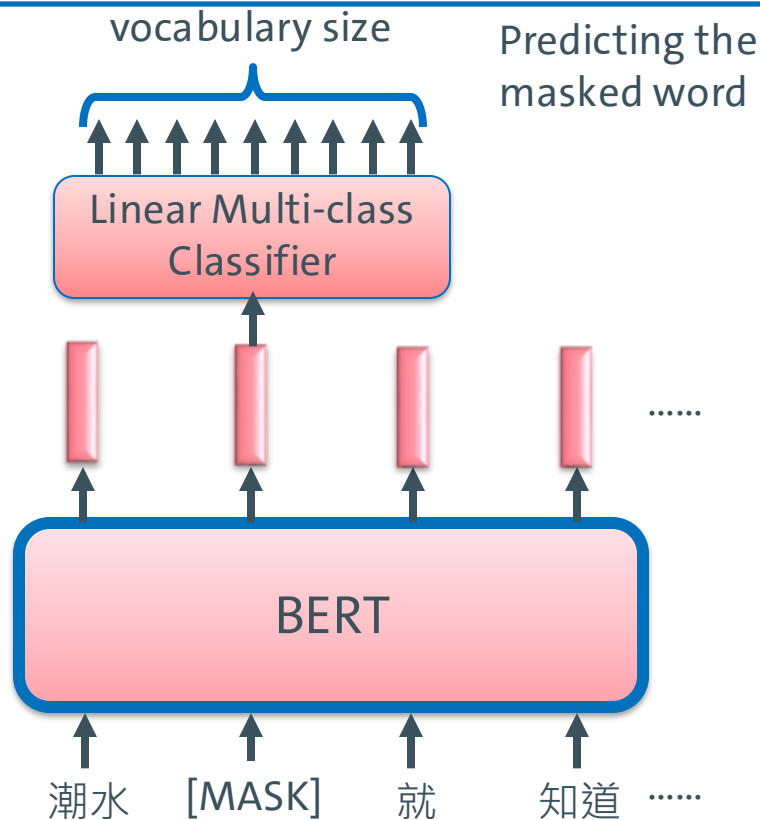 vocabulary size
Predicting the
masked word
Linear Multi-class
Classifier
......
BERT
潮水 [MASK] 就 知道 ......